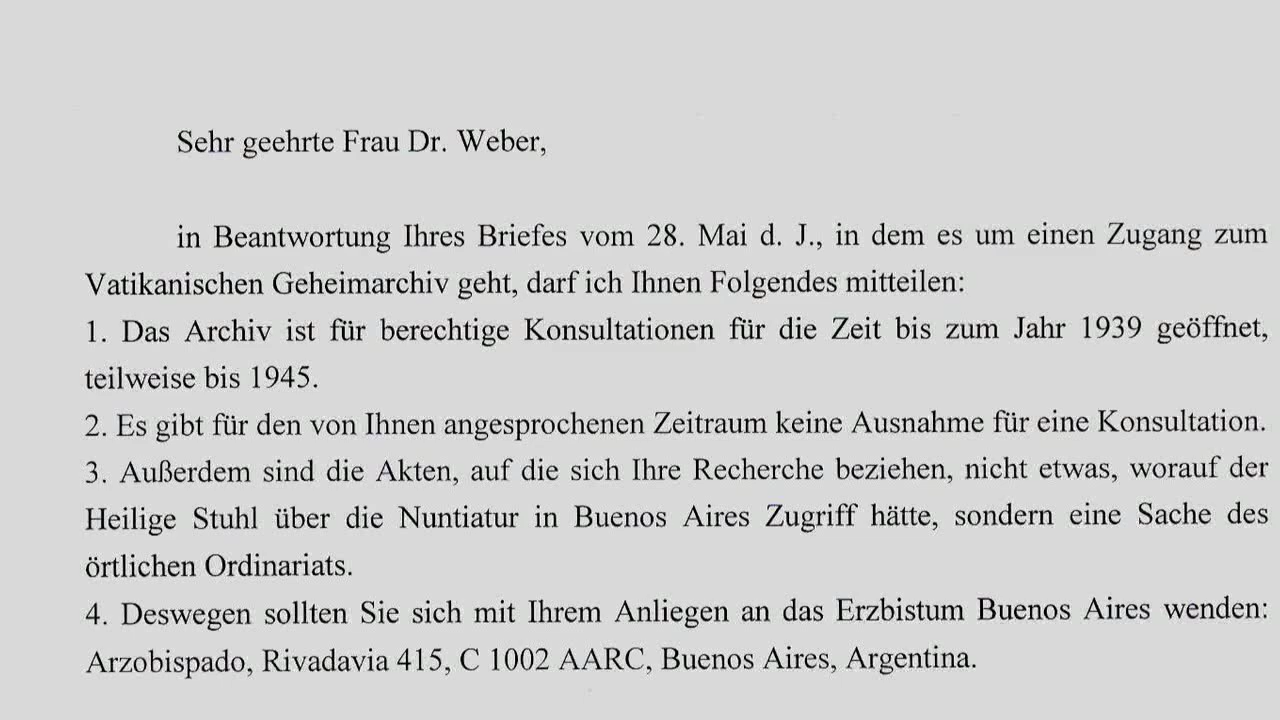 Sehr geehrte Frau Dr. Weber,
in Beantwortung Ihres Briefes vom 28. Mai d. J., in dem es um einen Zugang zum
Vatikanischen Geheimarchiv geht, darf ich Ihnen Folgendes mitteilen:
1. Das Archiv ist für berechtige Konsultationen für die Zeit bis zum Jahr 1939 geöffnet,
teilweise bis 1945.
2. Es gibt für den von Ihnen angesprochenen Zeitraum keine Ausnahme für eine Konsultation.
3. Außerdem sind die Akten, auf die sich Ihre Recherche beziehen, nicht etwas, worauf der
Heilige Stuhl über die Nuntiatur in Buenos Aires Zugriff hätte, sondern eine Sache des
örtlichen Ordinariats.
4. Deswegen sollten Sie sich mit Ihrem Anliegen an das Erzbistum Buenos Aires wenden:
Arzobispado, Rivadavia 415, C 1002 AARC, Buenos Aires, Argentina.